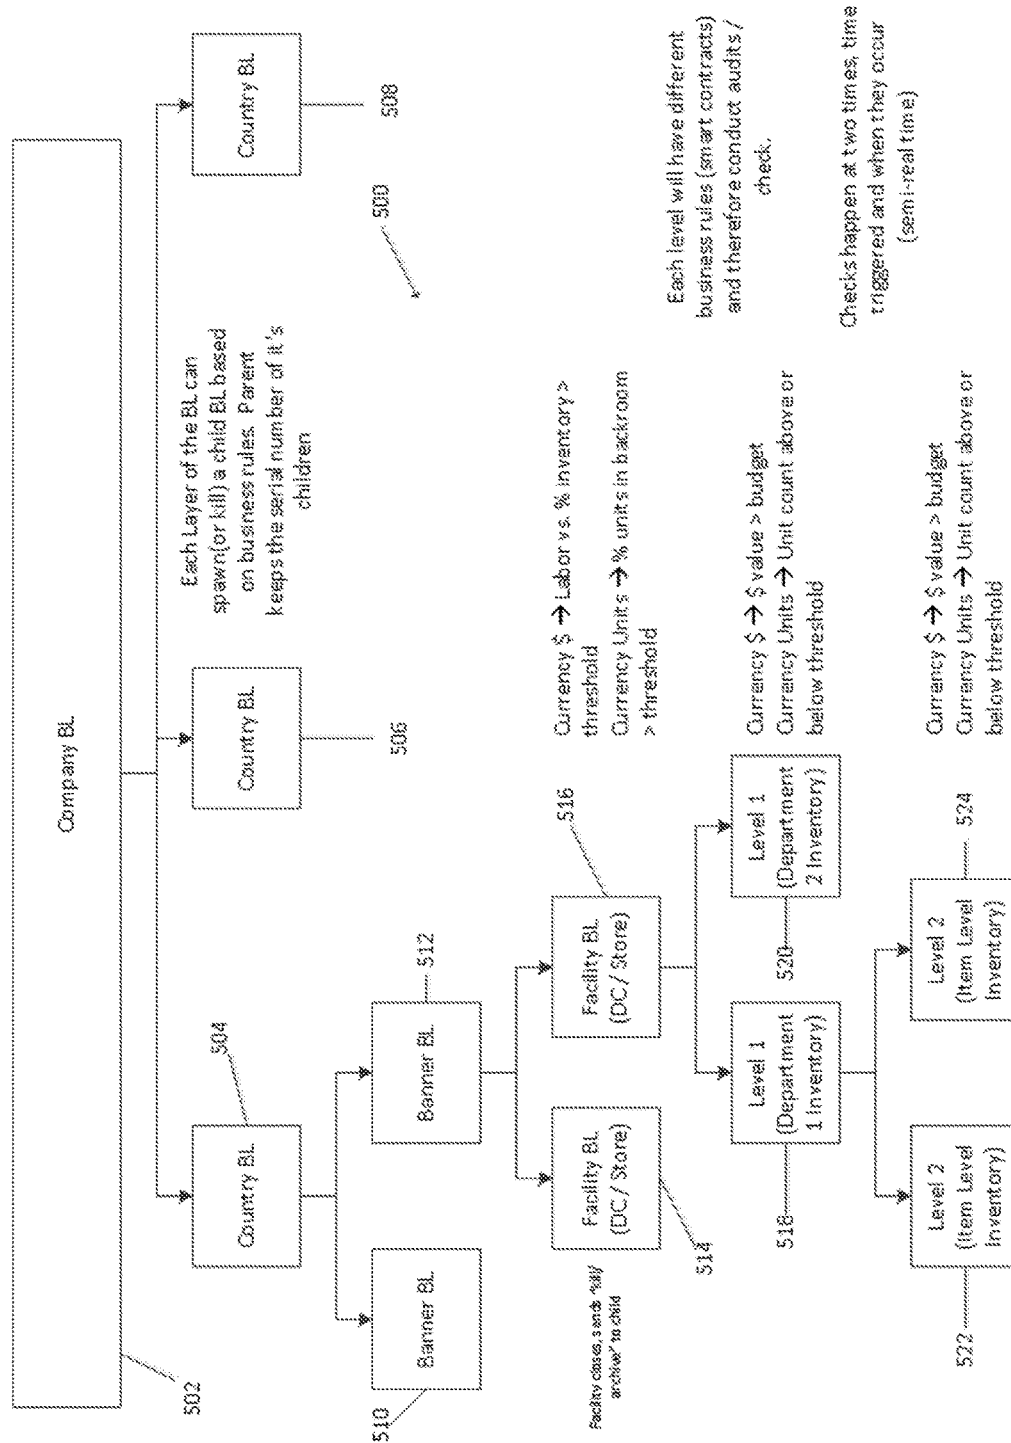 Company BL
502
Country BL
504
Country BL
506
Country BL
508
Each Layer of the BL can
spawn(or kill) a child BL based
on business rules. Parent
keeps the serial number of it's
children
500
Banner BL
510
Banner BL
512
Facility closes, sends "kill/
archive" to child
Facility BL
(DC / Store)
514
Facility BL
(DC / Store)
516
Currency $ → Labor vs. % inventory >
threshold
Currency Units → % units in backroom
> threshold
Each level will have different
business rules (smart contracts)
and therefore conduct audits /
check.
Level 1
(Department
1 Inventory)
518
Level 1
(Department
2 Inventory)
520
Currency $ → $ value > budget
Currency Units → Unit count above or
below threshold
Checks happen at two times, time
triggered and when they occur
(semi-real time)
Level 2
(Item Level
Inventory)
522
Level 2
(Item Level
Inventory)
524
Currency $ → $ value > budget
Currency Units → Unit count above or
below threshold